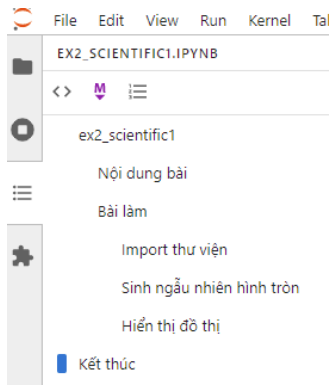 File Edit View Run Kernel Ta
EX2_SCIENTIFIC1.IPYNB
<> M
ex2_scientific1
Nội dung bài
Bài làm
Import thư viện
Sinh ngẫu nhiên hình tròn
Hiển thị đồ thị
Kết thúc